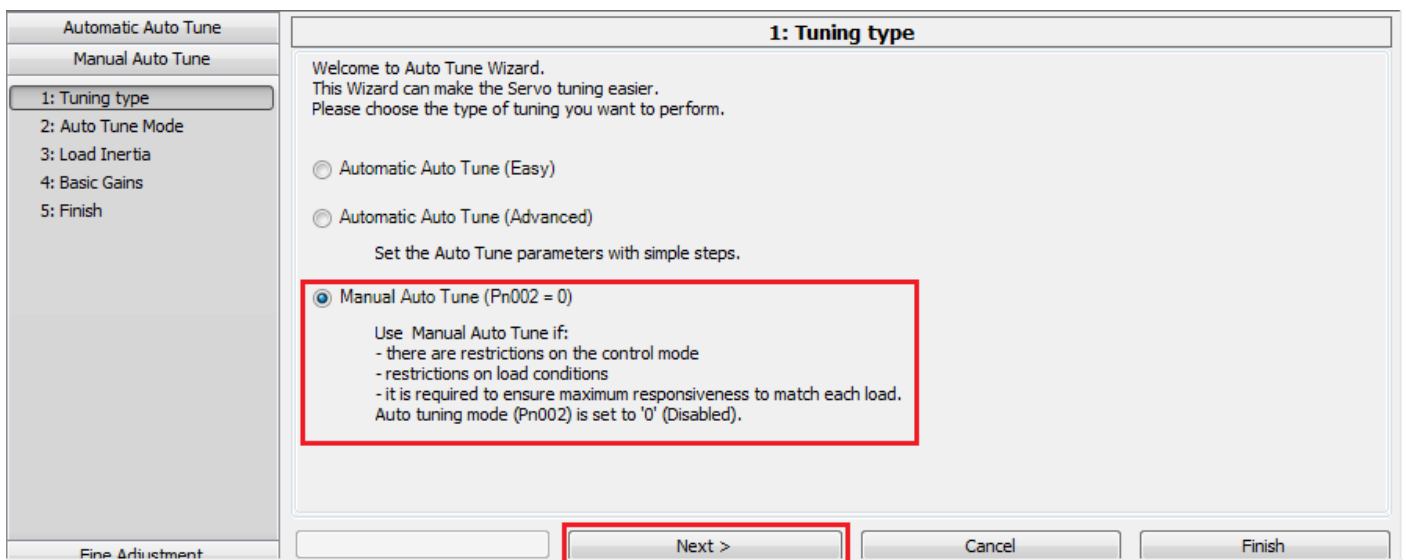 Automatic Auto Tune
Manual Auto Tune
1: Tuning type
2: Auto Tune Mode
3: Load Inertia
4: Basic Gains
5: Finish
Fine Adjustment
1: Tuning type
Welcome to Auto Tune Wizard.
This Wizard can make the Servo tuning easier.
Please choose the type of tuning you want to perform.
Automatic Auto Tune (Easy)
Automatic Auto Tune (Advanced)
Set the Auto Tune parameters with simple steps.
Manual Auto Tune (Pn002 = 0)
Use Manual Auto Tune if:
- there are restrictions on the control mode
- restrictions on load conditions
- it is required to ensure maximum responsiveness to match each load.
Auto tuning mode (Pn002) is set to '0' (Disabled).
Next >
Cancel
Finish